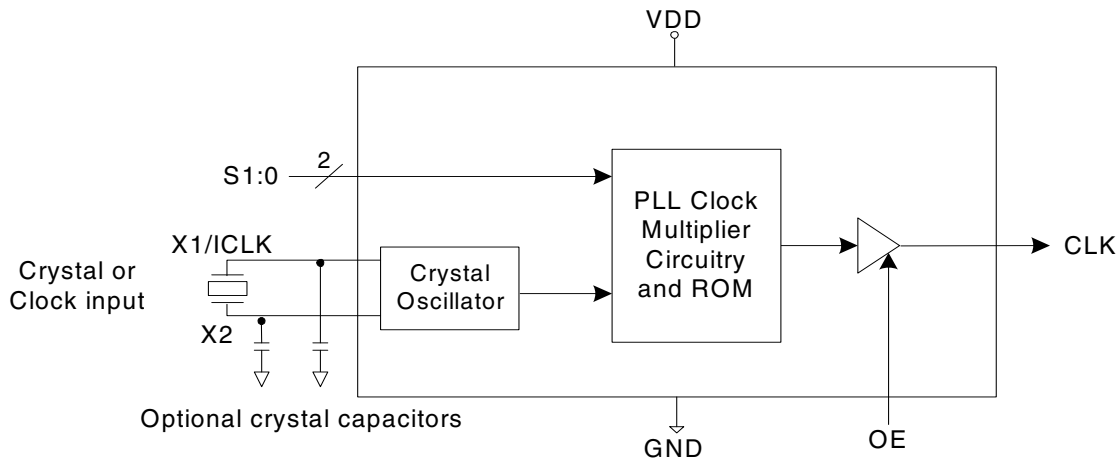 VDD
2
S1:0
PLL Clock
Multiplier
Circuitry
and ROM
X1/ICLK
CLK
Crystal or
Clock input
Crystal
Oscillator
X2
Optional crystal capacitors
GND
OE